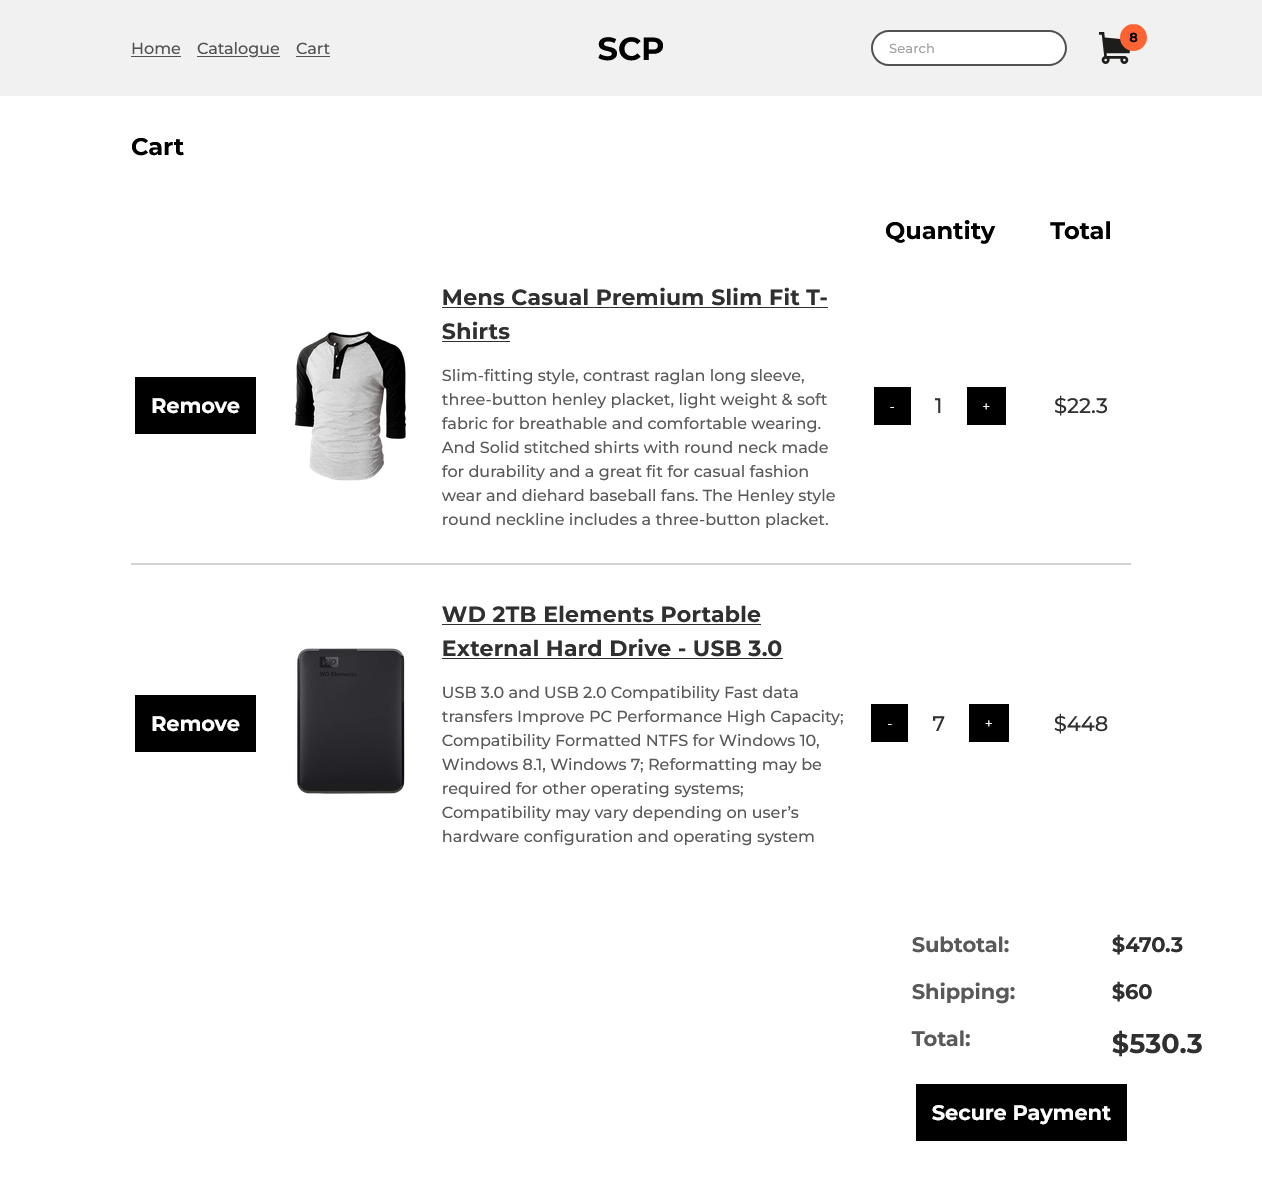 Home Catalogue Cart SCP Search 8
Cart
Quantity Total
Mens Casual Premium Slim Fit T-
Shirts
Slim-fitting style, contrast raglan long sleeve,
three-button henley placket, light weight & soft
fabric for breathable and comfortable wearing.
And Solid stitched shirts with round neck made
for durability and a great fit for casual fashion
wear and diehard baseball fans. The Henley style
round neckline includes a three-button placket.
Remove
- 1 + $22.3
WD 2TB Elements Portable
External Hard Drive - USB 3.0
USB 3.0 and USB 2.0 Compatibility Fast data
transfers Improve PC Performance High Capacity;
Compatibility Formatted NTFS for Windows 10,
Windows 8.1, Windows 7; Reformatting may be
required for other operating systems;
Compatibility may vary depending on user’s
hardware configuration and operating system
Remove
WD
WD Elements
- 7 + $448
Subtotal: $470.3
Shipping: $60
Total: $530.3
Secure Payment